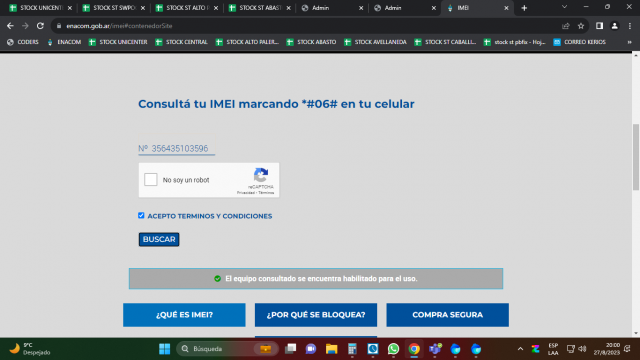 STOCK UNICENT
STOCK ST SWPO
STOCK ST ALTO P
STOCK ST ABAST
Admin
Admin
IMEI
enacom.gob.ar/imei#contenedorSite
CODERS
ENACOM
STOCK UNICENTER
STOCK CENTRAL
STOCK ALTO PALER...
STOCK ABASTO
STOCK AVELLANEDA
STOCK ST CABALLI...
stock st pbfix - Hoj...
CORREO KERIOS
Consultá tu IMEI marcando *#06# en tu celular
Nº 356435103596
No soy un robot
reCAPTCHA
Privacidad - Términos
ACEPTO TERMINOS Y CONDICIONES
BUSCAR
El equipo consultado se encuentra habilitado para el uso.
¿QUÉ ES IMEI?
¿POR QUÉ SE BLOQUEA?
COMPRA SEGURA
9°C
Despejado
Búsqueda
ESP
LAA
20:00
27/8/2023